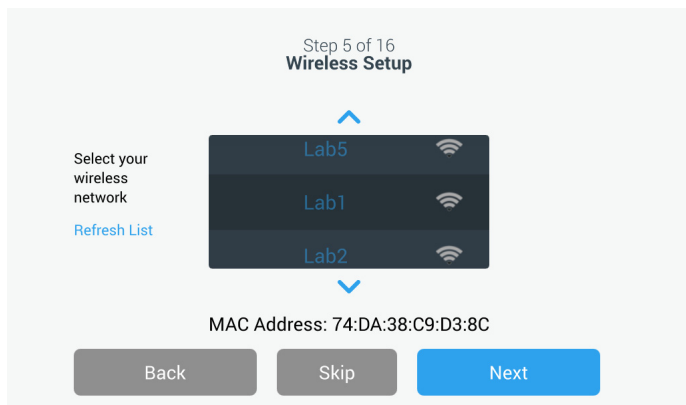 Step 5 of 16
Wireless Setup
Select your
wireless
network
Refresh List
Lab5
Lab1
Lab2
MAC Address: 74:DA:38:C9:D3:8C
Back
Skip
Next